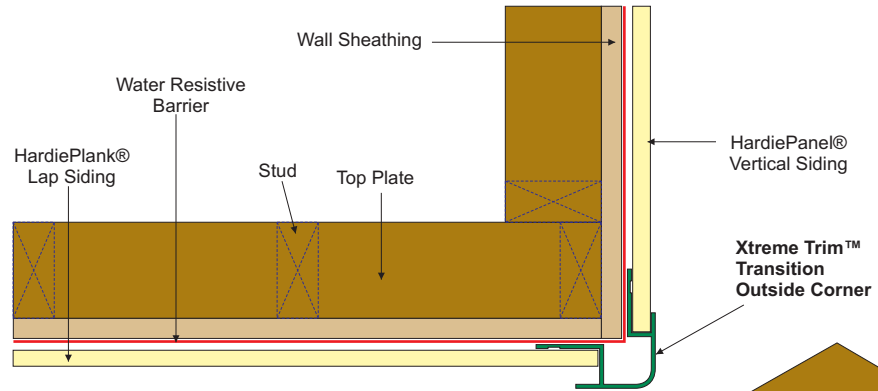 Wall Sheathing
Water Resistive
Barrier
HardiePlank®
Lap Siding
Stud
Top Plate
HardiePanel®
Vertical Siding
Xtreme Trim™
Transition
Outside Corner